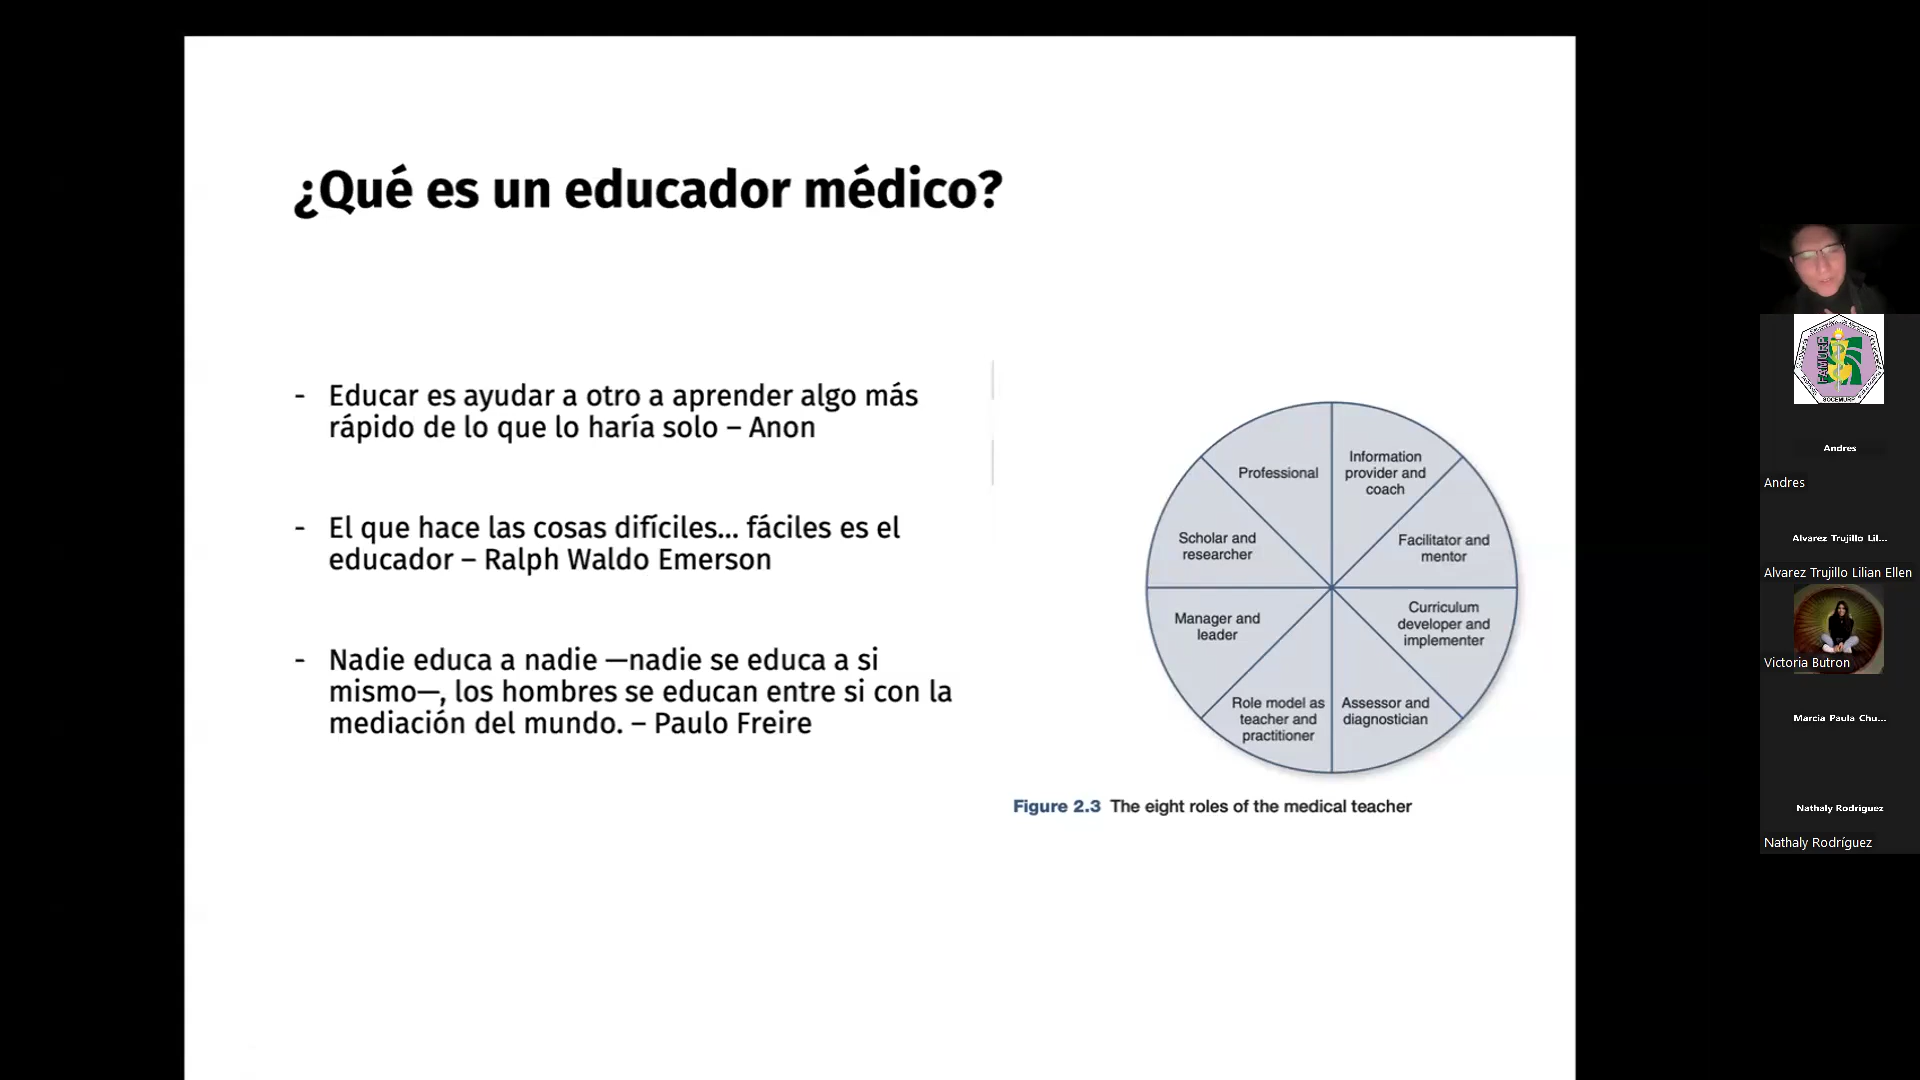 ¿Qué es un educador médico?
- Educar es ayudar a otro a aprender algo más
rápido de lo que lo haría solo – Anon
- El que hace las cosas difíciles... fáciles es el
educador – Ralph Waldo Emerson
- Nadie educa a nadie —nadie se educa a si
mismo—, los hombres se educan entre si con la
mediación del mundo. – Paulo Freire
Professional
Information
provider and
coach
Facilitator and
mentor
Curriculum
developer and
implementer
Assessor and
diagnostician
Role model as
teacher and
practitioner
Manager and
leader
Scholar and
researcher
Figure 2.3 The eight roles of the medical teacher
FAMURP
SOCEMURP
Andres
Andres
Alvarez Trujillo Lil...
Alvarez Trujillo Lilian Ellen
Victoria Butron
Marcia Paula Chu...
Nathaly Rodriguez
Nathaly Rodríguez